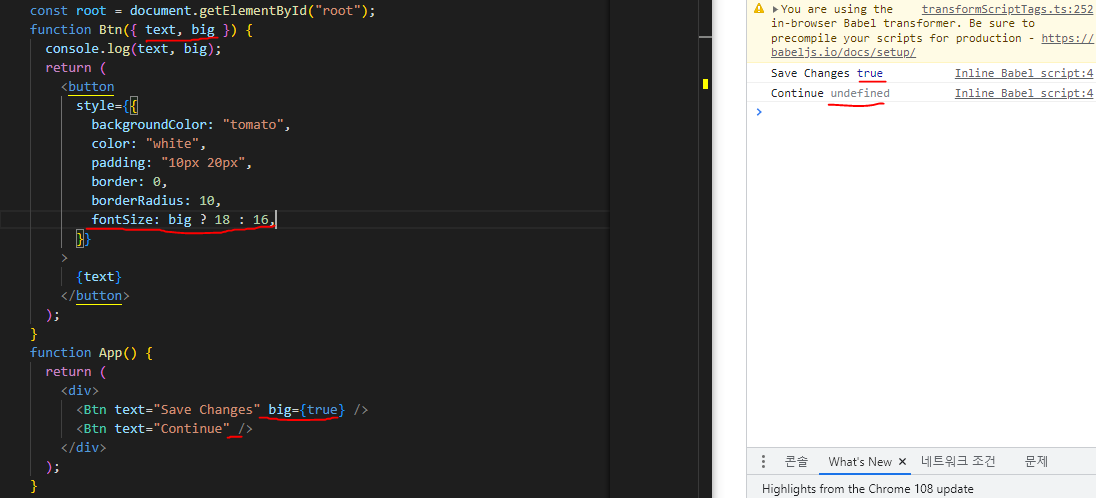 const root = document.getElementById("root");
function Btn({ text, big }) {
console.log(text, big);
return (
<button
style={{
backgroundColor: "tomato",
color: "white",
padding: "10px 20px",
border: 0,
borderRadius: 10,
fontSize: big ? 18 : 16,
}}
>
{text}
</button>
);
}
function App() {
return (
<div>
<Btn text="Save Changes" big={true} />
<Btn text="Continue" />
</div>
);
}
You are using the transformScriptTags.ts:252
in-browser Babel transformer. Be sure to
precompile your scripts for production - https://
babeljs.io/docs/setup/
Save Changes true Inline Babel script:4
Continue undefined Inline Babel script:4
콘솔 What's New × 네트워크 조건 문제
Highlights from the Chrome 108 update